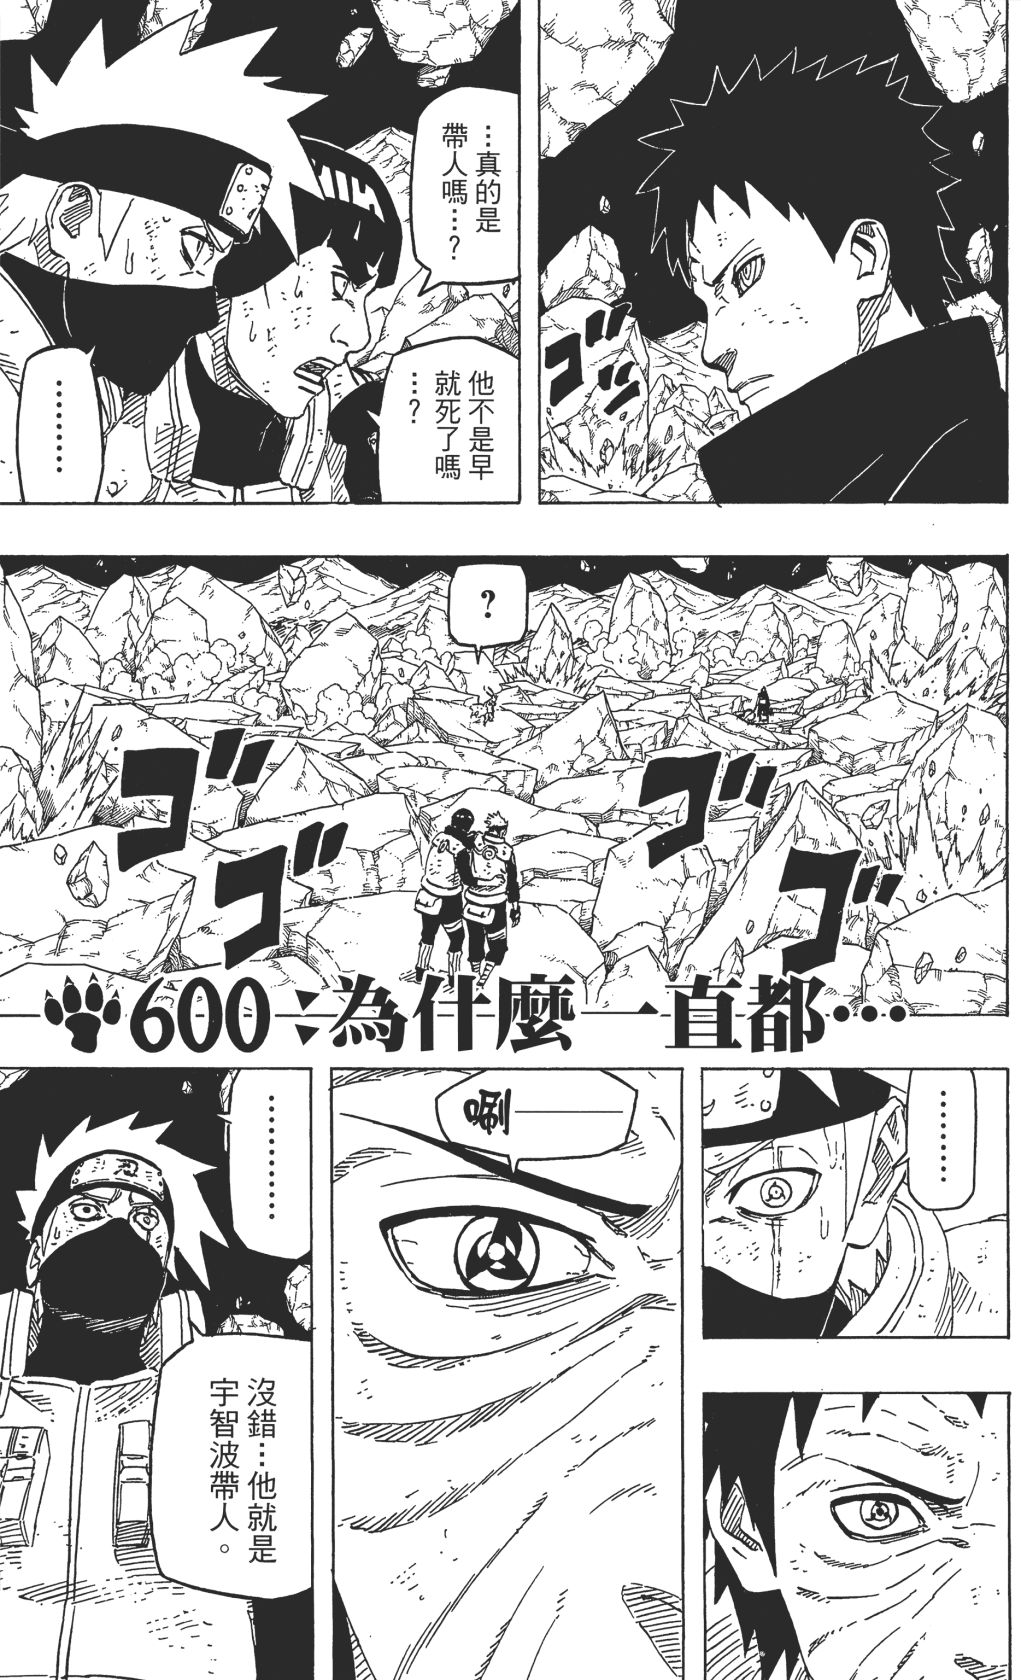 ゴゴ
…真的是
帶人嗎…?
他不是早
就死了嗎
…?
………
?
ゴゴ
ゴゴ
600:為什麼一直都…
………
唰——
………
沒錯…他就是
宇智波帶人。